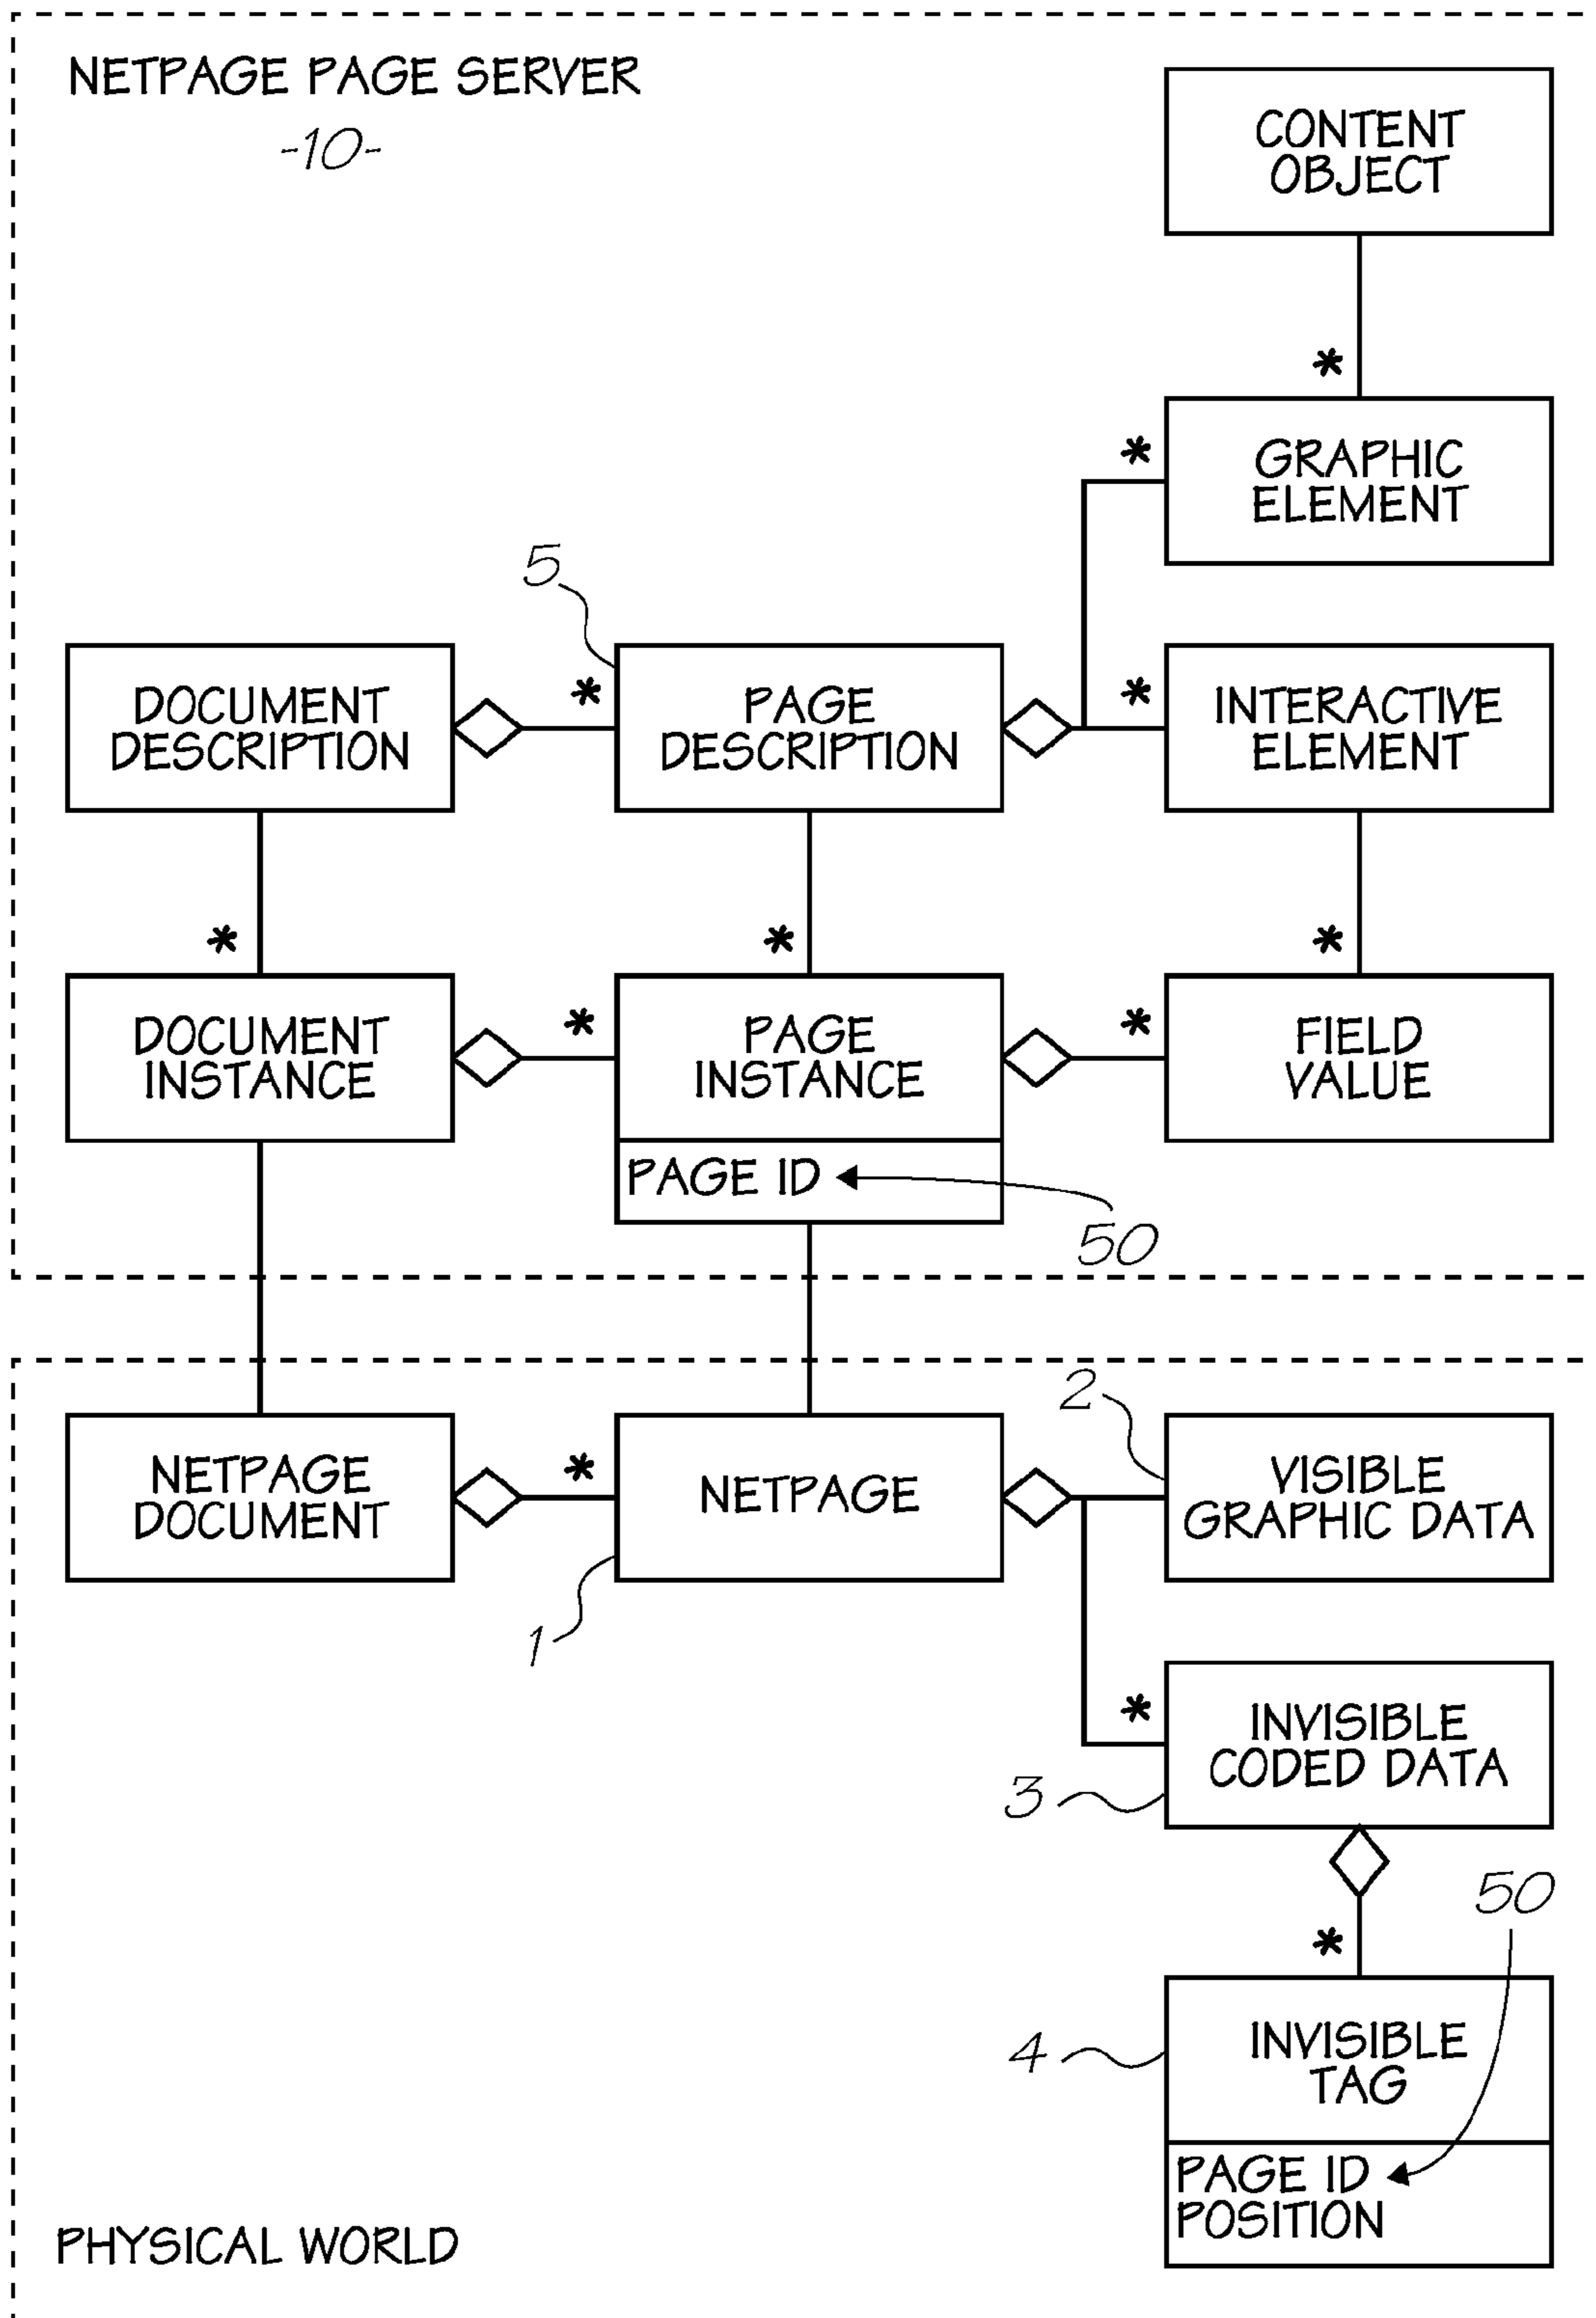 NETPAGE PAGE SERVER
-10-
CONTENT
OBJECT
*
*
GRAPHIC
ELEMENT
5
DOCUMENT
DESCRIPTION
*
PAGE
DESCRIPTION
*
INTERACTIVE
ELEMENT
*
*
*
DOCUMENT
INSTANCE
*
PAGE
INSTANCE
*
FIELD
VALUE
PAGE ID
50
2
NETPAGE
DOCUMENT
*
NETPAGE
VISIBLE
GRAPHIC DATA
1
*
INVISIBLE
CODED DATA
3
50
*
4
INVISIBLE
TAG
PAGE ID
POSITION
PHYSICAL WORLD